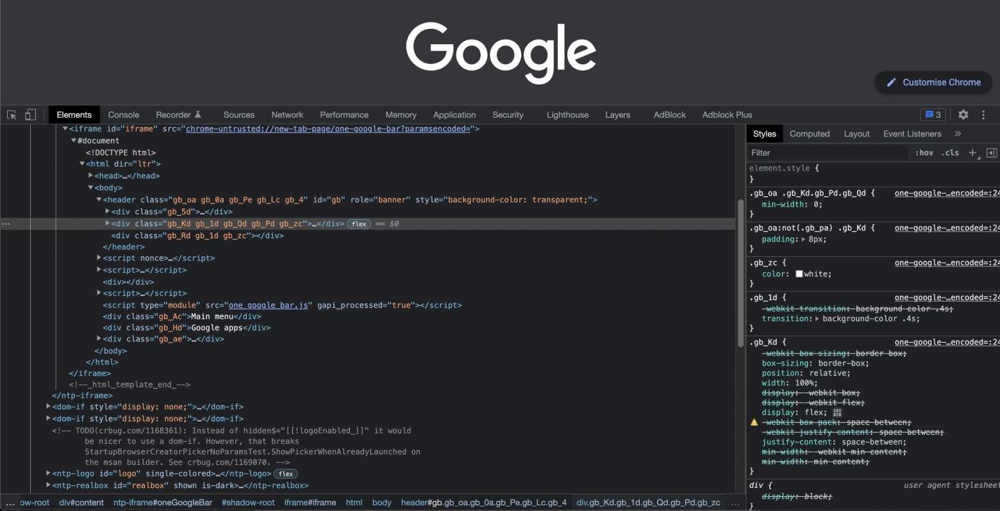 Google
Customise Chrome
Elements Console Recorder Sources Network Performance Memory Application Security Lighthouse Layers AdBlock Adblock Plus 3
<iframe id="iframe" src="chrome-untrusted://new-tab-page/one-google-bar?paramsencoded=">
#document
<!DOCTYPE html>
<html dir="ltr">
<head>…</head>
<body>
<header class="gb_oa gb_0a gb_Pe gb_Lc gb_4" id="gb" role="banner" style="background-color: transparent;">
<div class="gb_5d">…</div>
... <div class="gb_Kd gb_1d gb_Qd gb_Pd gb_zc">…</div> flex == $0
<div class="gb_Rd gb_1d gb_zc"></div>
</header>
<script nonce>…</script>
<script>…</script>
<div></div>
<script>…</script>
<script type="module" src="one_google_bar.js" gapi_processed="true"></script>
<div class="gb_Ac">Main menu</div>
<div class="gb_Hd">Google apps</div>
<div class="gb_ae">…</div>
</body>
</html>
</iframe>
<!--_html_template_end_-->
</ntp-iframe>
<dom-if style="display: none;">…</dom-if>
<dom-if style="display: none;">…</dom-if>
<!-- TODO(crbug.com/1168361): Instead of hidden$="[[!logoEnabled_]]" it would
be nicer to use a dom-if. However, that breaks
StartupBrowserCreatorPickerNoParamsTest.ShowPickerWhenAlreadyLaunched on
the msan builder. See crbug.com/1169070. -->
<ntp-logo id="logo" single-colored>…</ntp-logo> flex
<ntp-realbox id="realbox" shown is-dark>…</ntp-realbox>
... ow-root div#content ntp-iframe#oneGoogleBar #shadow-root iframe#iframe html body header#gb.gb_oa.gb_0a.gb_Pe.gb_Lc.gb_4 div.gb_Kd.gb_1d.gb_Qd.gb_Pd.gb_zc ...
Styles Computed Layout Event Listeners »
Filter :hov .cls +
element.style {
}
.gb_oa .gb_Kd.gb_Pd.gb_Qd { one-google-…encoded=:24
min-width: 0;
}
.gb_oa:not(.gb_pa) .gb_Kd { one-google-…encoded=:24
padding: 8px;
}
.gb_zc { one-google-…encoded=:24
color: white;
}
.gb_1d { one-google-…encoded=:24
-webkit-transition: background-color .4s;
transition: background-color .4s;
}
.gb_Kd { one-google-…encoded=:24
-webkit-box-sizing: border-box;
box-sizing: border-box;
position: relative;
width: 100%;
display: -webkit-box;
display: -webkit-flex;
display: flex;
-webkit-box-pack: space-between;
-webkit-justify-content: space-between;
justify-content: space-between;
min-width: -webkit-min-content;
min-width: min-content;
}
div { user agent stylesheet
display: block;
}